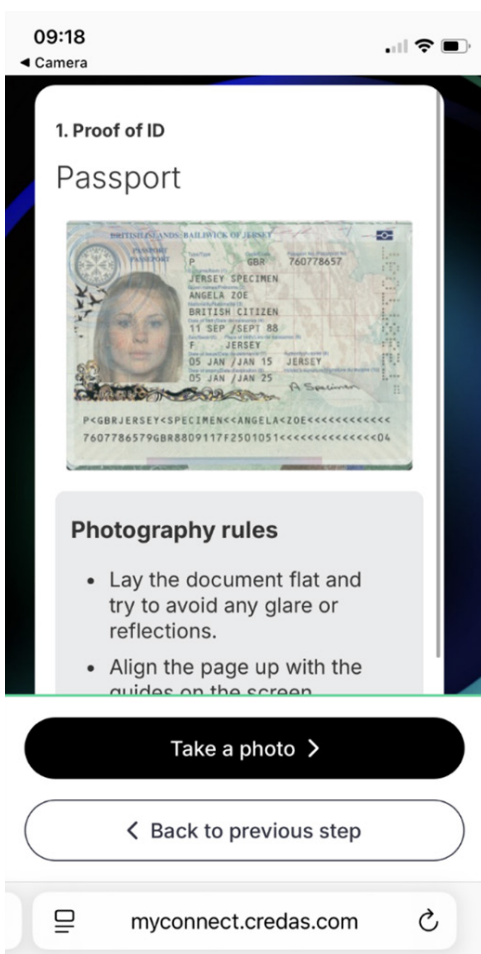 09:18
◀ Camera
1. Proof of ID
Passport
BRITISH ISLANDS: BAILIWICK OF JERSEY
PASSPORT
PASSEPORT
P GBR 760778657
JERSEY SPECIMEN
ANGELA ZOE
BRITISH CITIZEN
11 SEP /SEPT 88
F JERSEY
05 JAN /JAN 15 JERSEY
05 JAN /JAN 25
A Specimen
P<GBRJERSEY<SPECIMEN<<ANGELA<ZOE<<<<<<<<<<<<
7607786579GBR8809117F2501051<<<<<<<<<<<<<<04
Photography rules
• Lay the document flat and
try to avoid any glare or
reflections.
• Align the page up with the
guides on the screen
Take a photo >
< Back to previous step
myconnect.credas.com